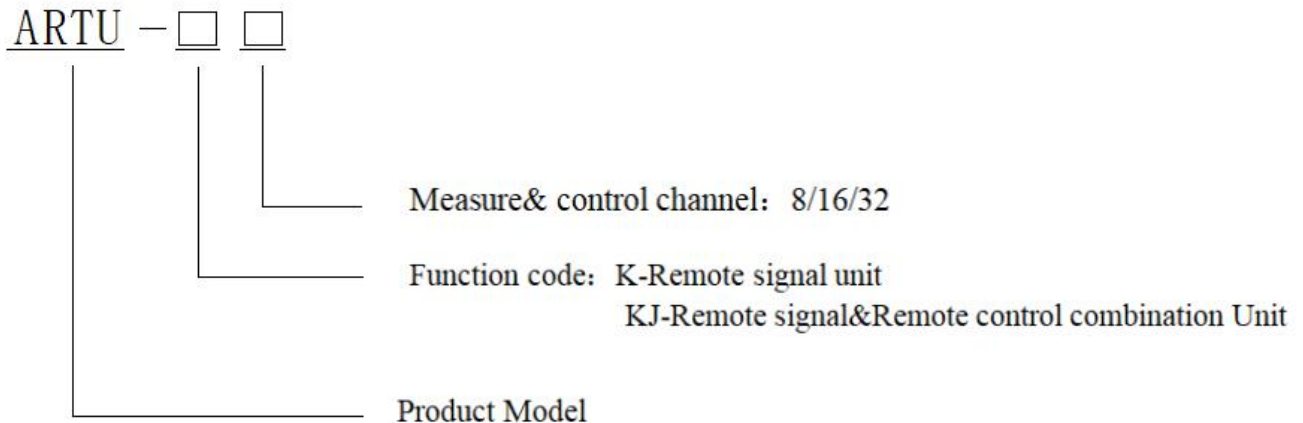 ARTU-□ □
Measure& control channel：8/16/32
Function code：K-Remote signal unit
KJ-Remote signal&Remote control combination Unit
Product Model